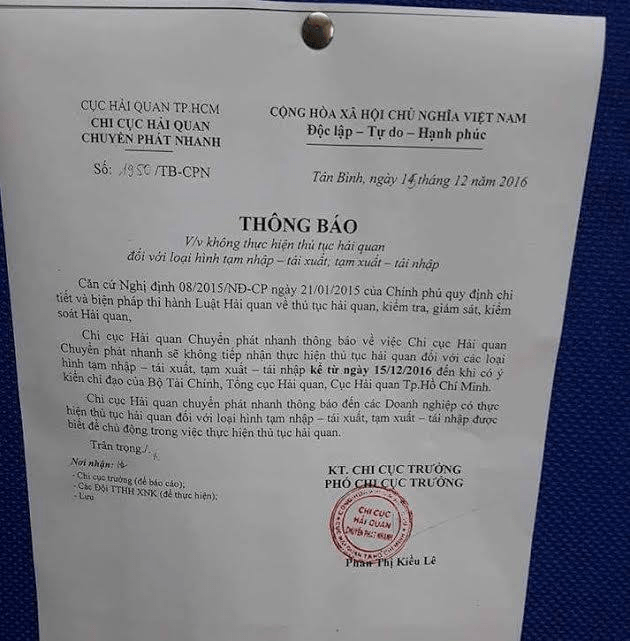 CỤC HẢI QUAN TP.HCM
CHI CỤC HẢI QUAN
CHUYỂN PHÁT NHANH
Số: 1950/TB-CPN
CỘNG HÒA XÃ HỘI CHỦ NGHĨA VIỆT NAM
Độc lập – Tự do – Hạnh phúc
Tân Bình, ngày 14 tháng 12 năm 2016
THÔNG BÁO
V/v không thực hiện thủ tục hải quan
đối với loại hình tạm nhập – tái xuất, tạm xuất – tái nhập
Căn cứ Nghị định 08/2015/NĐ-CP ngày 21/01/2015 của Chính phủ quy định chi
tiết và biện pháp thi hành Luật Hải quan về thủ tục hải quan, kiểm tra, giám sát, kiểm
soát Hải quan,
Chi cục Hải quan Chuyển phát nhanh thông báo về việc Chi cục Hải quan
Chuyển phát nhanh sẽ không tiếp nhận thực hiện thủ tục hải quan đối với các loại
hình tạm nhập – tái xuất, tạm xuất – tái nhập kể từ ngày 15/12/2016 đến khi có ý
kiến chỉ đạo của Bộ Tài Chính, Tổng cục Hải quan, Cục Hải quan Tp.Hồ Chí Minh.
Chi cục Hải quan chuyển phát nhanh thông báo đến các Doanh nghiệp có thực
hiện thủ tục hải quan đối với loại hình tạm nhập – tái xuất, tạm xuất – tái nhập được
biết để chủ động trong việc thực hiện thủ tục hải quan.
Trân trọng./.
Nơi nhận:
- Chi cục trưởng (để báo cáo);
- Các Đội TTHH XNK (để thực hiện);
- Lưu
KT. CHI CỤC TRƯỞNG
PHÓ CHI CỤC TRƯỞNG
CHI CỤC
HẢI QUAN
CHUYỂN PHÁT NHANH
Phan Thị Kiều Lê